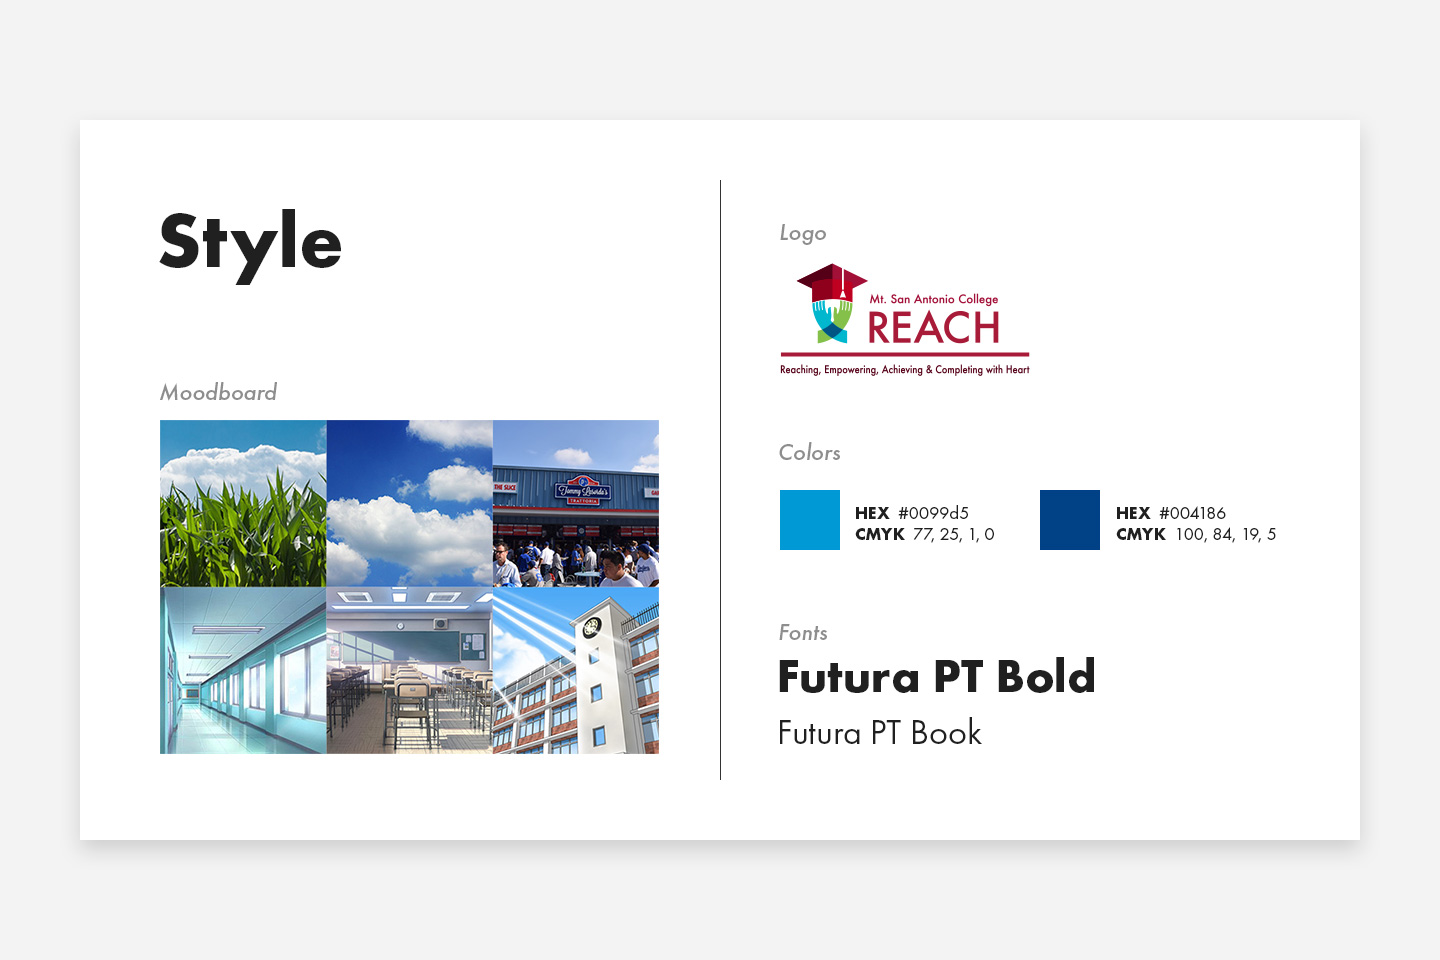 Style
Moodboard
THE SLICE
Tommy Lasorda's
TRATTORIA
Logo
Mt. San Antonio College
REACH
Reaching, Empowering, Achieving & Completing with Heart
Colors
HEX #0099d5
CMYK 77, 25, 1, 0
HEX #004186
CMYK 100, 84, 19, 5
Fonts
Futura PT Bold
Futura PT Book